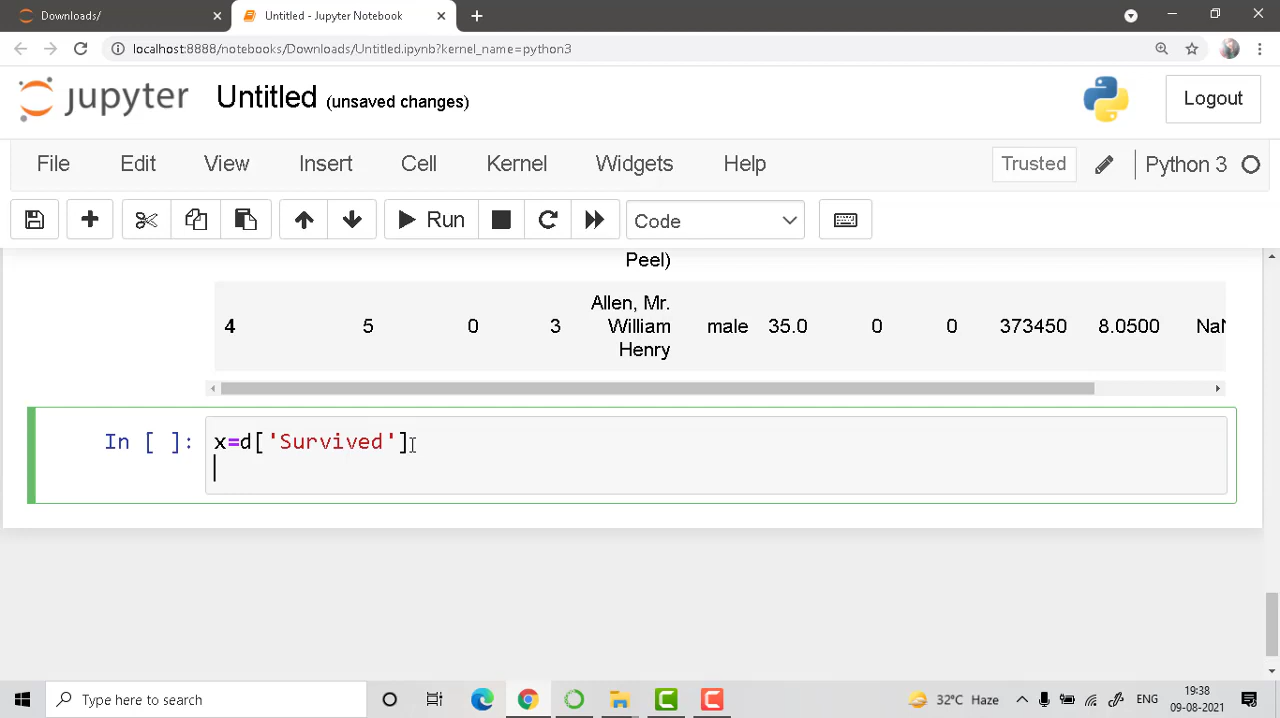 Downloads/
Untitled - Jupyter Notebook
localhost:8888/notebooks/Downloads/Untitled.ipynb?kernel_name=python3
jupyter Untitled (unsaved changes) Logout
File Edit View Insert Cell Kernel Widgets Help Trusted Python 3
Run Code
Peel)
Allen, Mr.
4 5 0 3 William male 35.0 0 0 373450 8.0500 NaN
Henry
In [ ]: x=d['Survived']
Type here to search
32°C Haze
ENG
19:38
09-08-2021